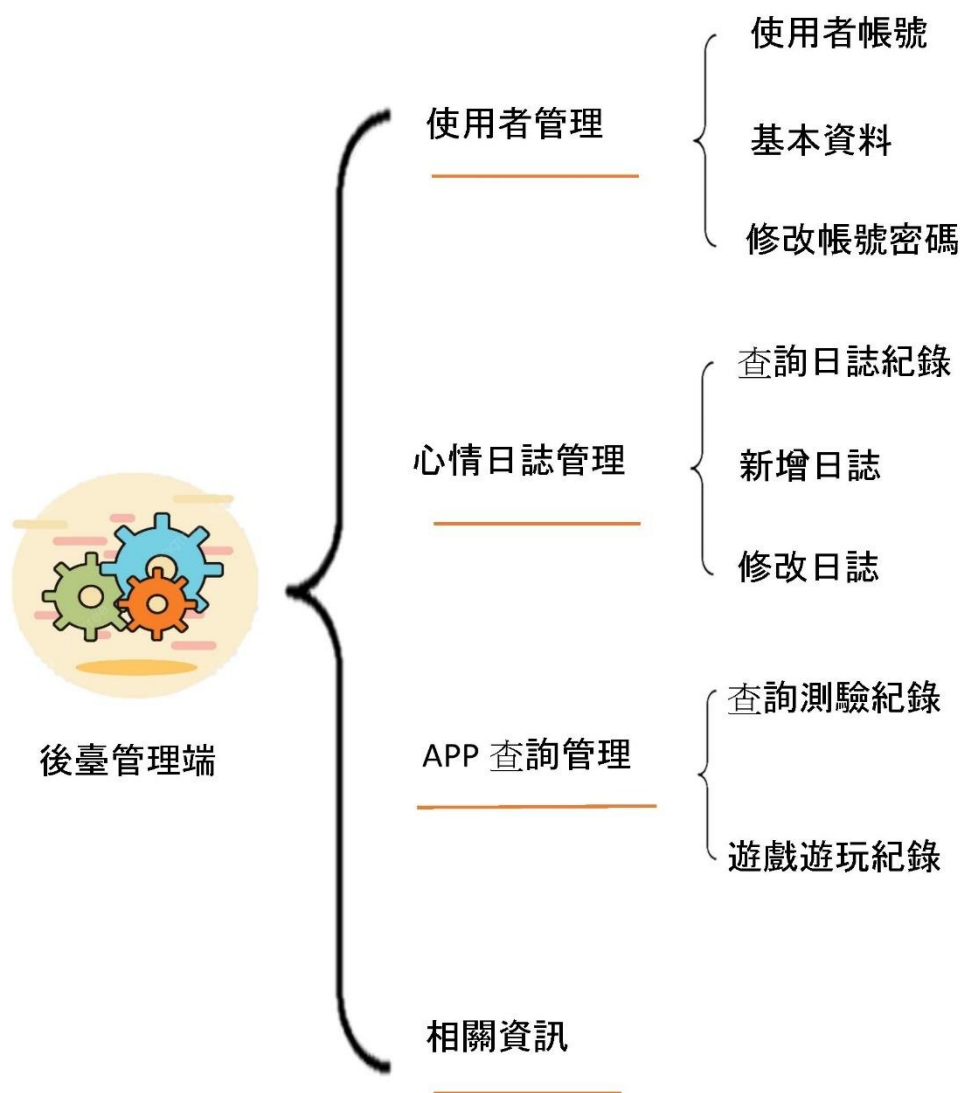 後臺管理端
使用者管理
使用者帳號
基本資料
修改帳號密碼
心情日誌管理
查詢日誌紀錄
新增日誌
修改日誌
APP 查詢管理
查詢測驗紀錄
遊戲遊玩紀錄
相關資訊